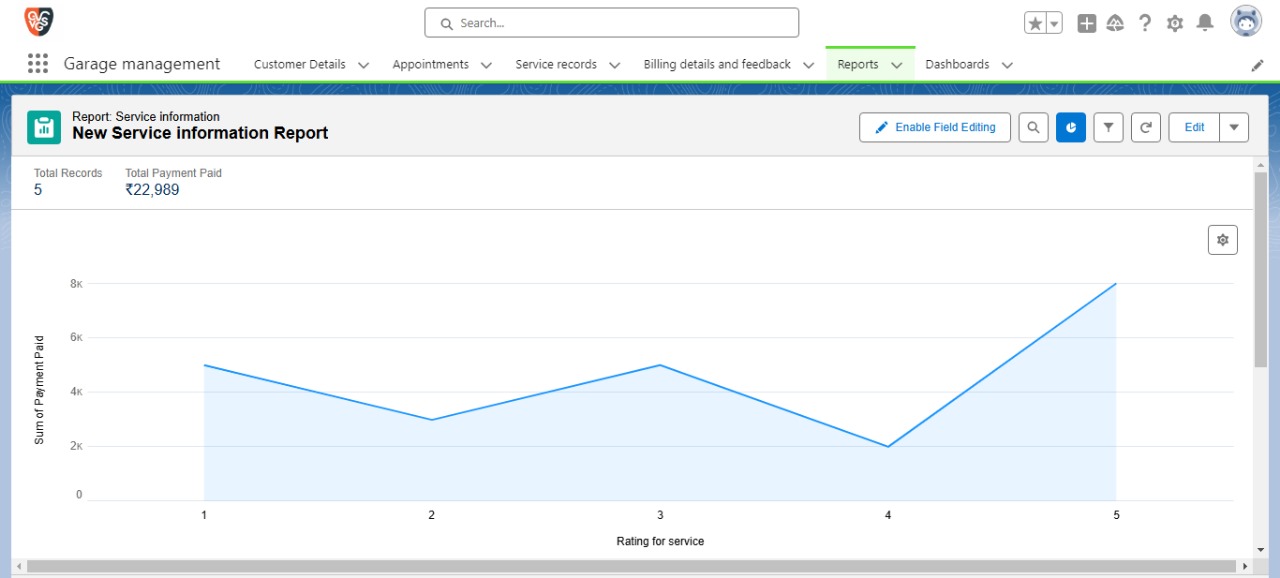 Search...
Garage management
Customer Details
Appointments
Service records
Billing details and feedback
Reports
Dashboards
Report: Service information
New Service information Report
Enable Field Editing
Edit
Total Records
5
Total Payment Paid
₹22,989
8K
6K
4K
2K
0
Sum of Payment Paid
1
2
3
4
5
Rating for service